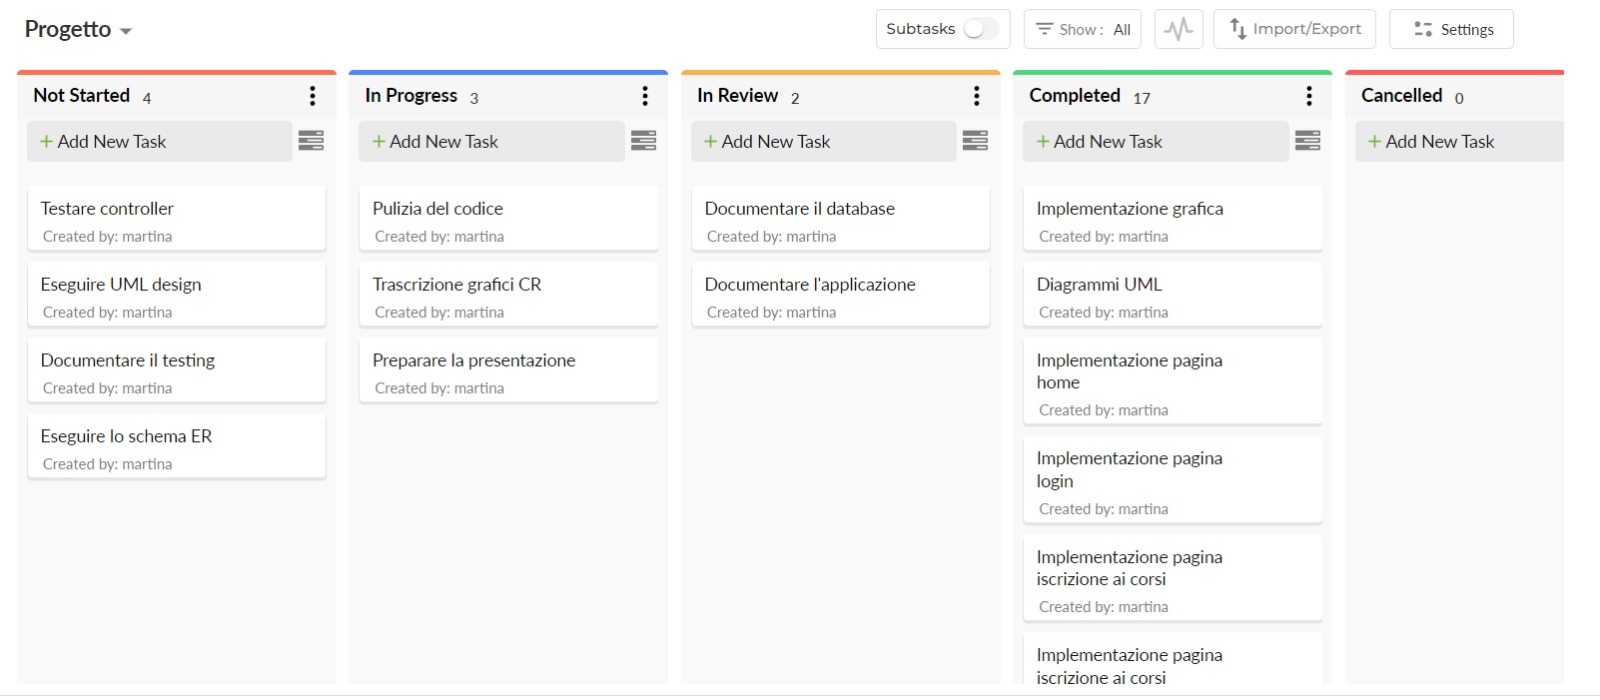 Progetto
Subtasks
Show : All
Import/Export
Settings
Not Started 4
+ Add New Task
Testare controller
Created by: martina
Eseguire UML design
Created by: martina
Documentare il testing
Created by: martina
Eseguire lo schema ER
Created by: martina
In Progress 3
+ Add New Task
Pulizia del codice
Created by: martina
Trascrizione grafici CR
Created by: martina
Preparare la presentazione
Created by: martina
In Review 2
+ Add New Task
Documentare il database
Created by: martina
Documentare l'applicazione
Created by: martina
Completed 17
+ Add New Task
Implementazione grafica
Created by: martina
Diagrammi UML
Created by: martina
Implementazione pagina
home
Created by: martina
Implementazione pagina
login
Created by: martina
Implementazione pagina
iscrizione ai corsi
Created by: martina
Implementazione pagina
iscrizione ai corsi
Cancelled 0
+ Add New Task